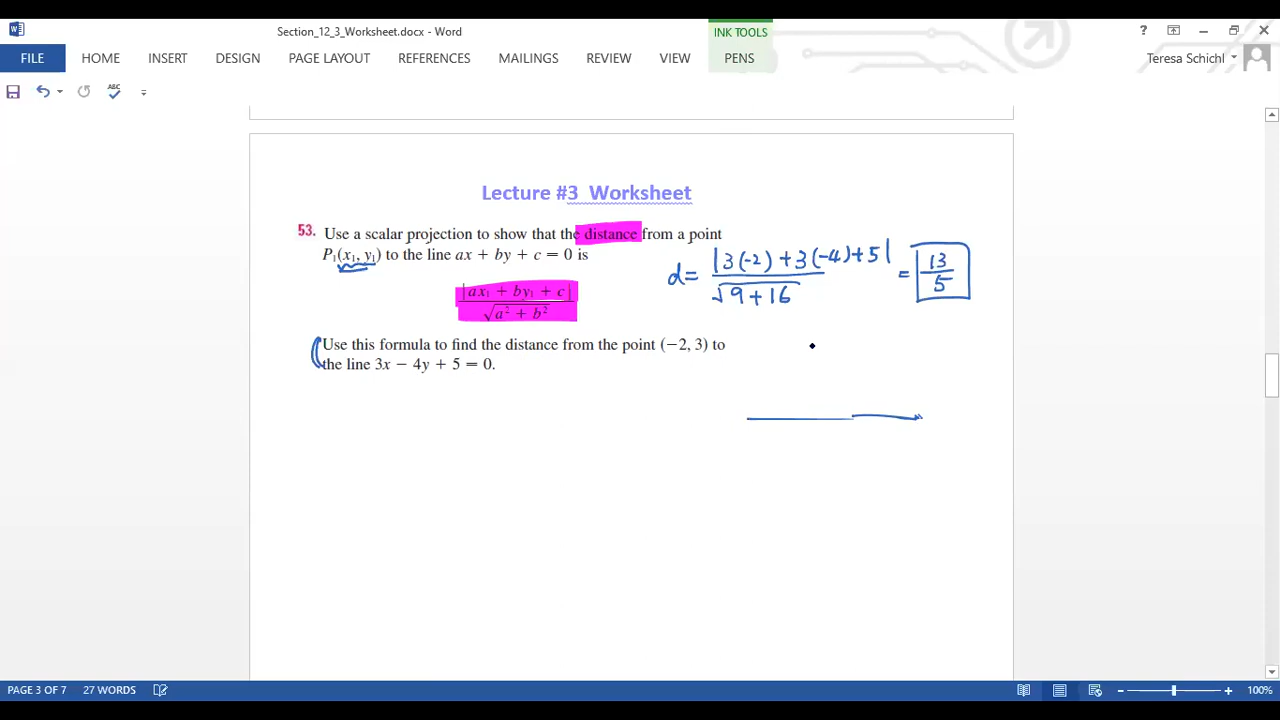 Section_12_3_Worksheet.docx - Word
INK TOOLS
?
FILE HOME INSERT DESIGN PAGE LAYOUT REFERENCES MAILINGS REVIEW VIEW PENS Teresa Schichl
ABC
Lecture #3 Worksheet
53. Use a scalar projection to show that the distance from a point
P₁(x₁, y₁) to the line ax + by + c = 0 is
|ax₁ + by₁ + c|
√a² + b²
Use this formula to find the distance from the point (−2, 3) to
the line 3x − 4y + 5 = 0.
d = |3(-2) + 3(-4) + 5| / √9 + 16 = 13/5
PAGE 3 OF 7 27 WORDS 100%